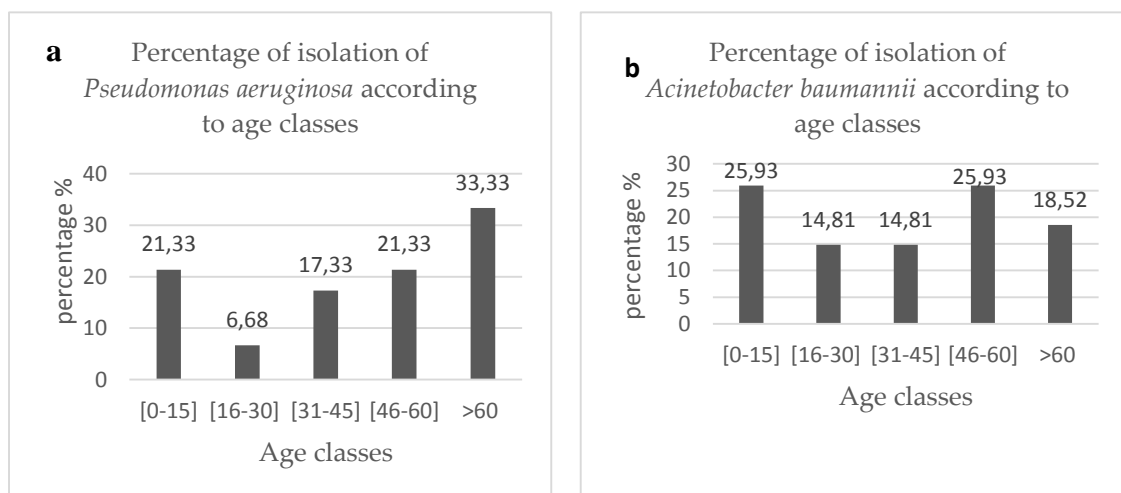 a
Percentage of isolation of
Pseudomonas aeruginosa according
to age classes
percentage %
40
30
20
10
0
21,33
6,68
17,33
21,33
33,33
[0-15] [16-30] [31-45] [46-60] >60
Age classes
b
Percentage of isolation of
Acinetobacter baumannii according to
age classes
percentage %
30
25
20
15
10
5
0
25,93
14,81
14,81
25,93
18,52
[0-15] [16-30] [31-45] [46-60] >60
Age classes